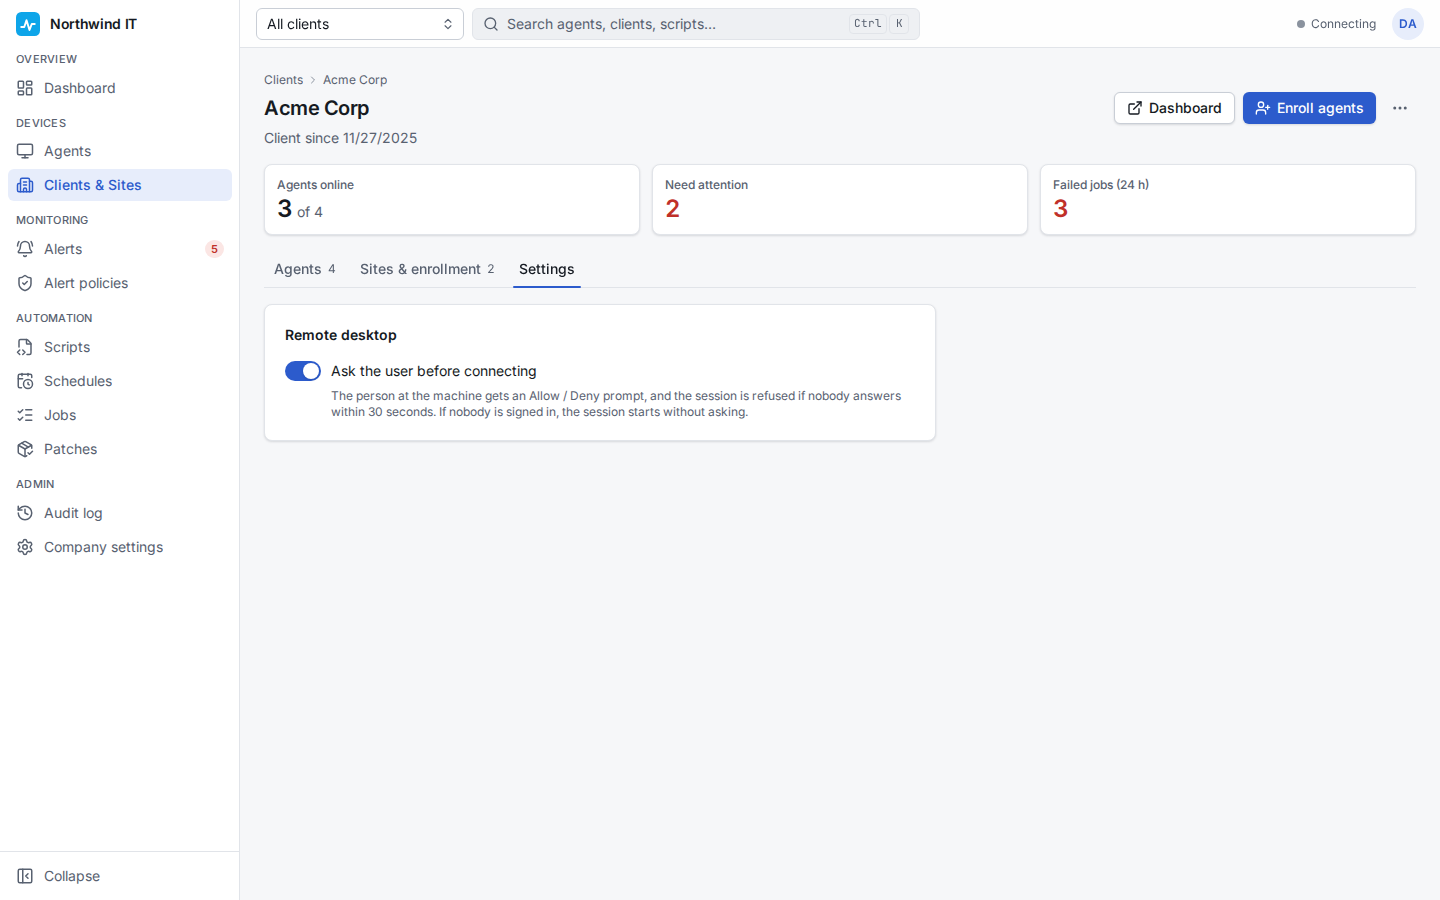 Northwind IT
All clients
Search agents, clients, scripts...
Ctrl K
Connecting
DA
OVERVIEW
Dashboard
DEVICES
Agents
Clients & Sites
MONITORING
Alerts 5
Alert policies
AUTOMATION
Scripts
Schedules
Jobs
Patches
ADMIN
Audit log
Company settings
Collapse
Clients > Acme Corp
Acme Corp
Client since 11/27/2025
Dashboard
Enroll agents
Agents online
3 of 4
Need attention
2
Failed jobs (24 h)
3
Agents 4
Sites & enrollment 2
Settings
Remote desktop
Ask the user before connecting
The person at the machine gets an Allow / Deny prompt, and the session is refused if nobody answers
within 30 seconds. If nobody is signed in, the session starts without asking.